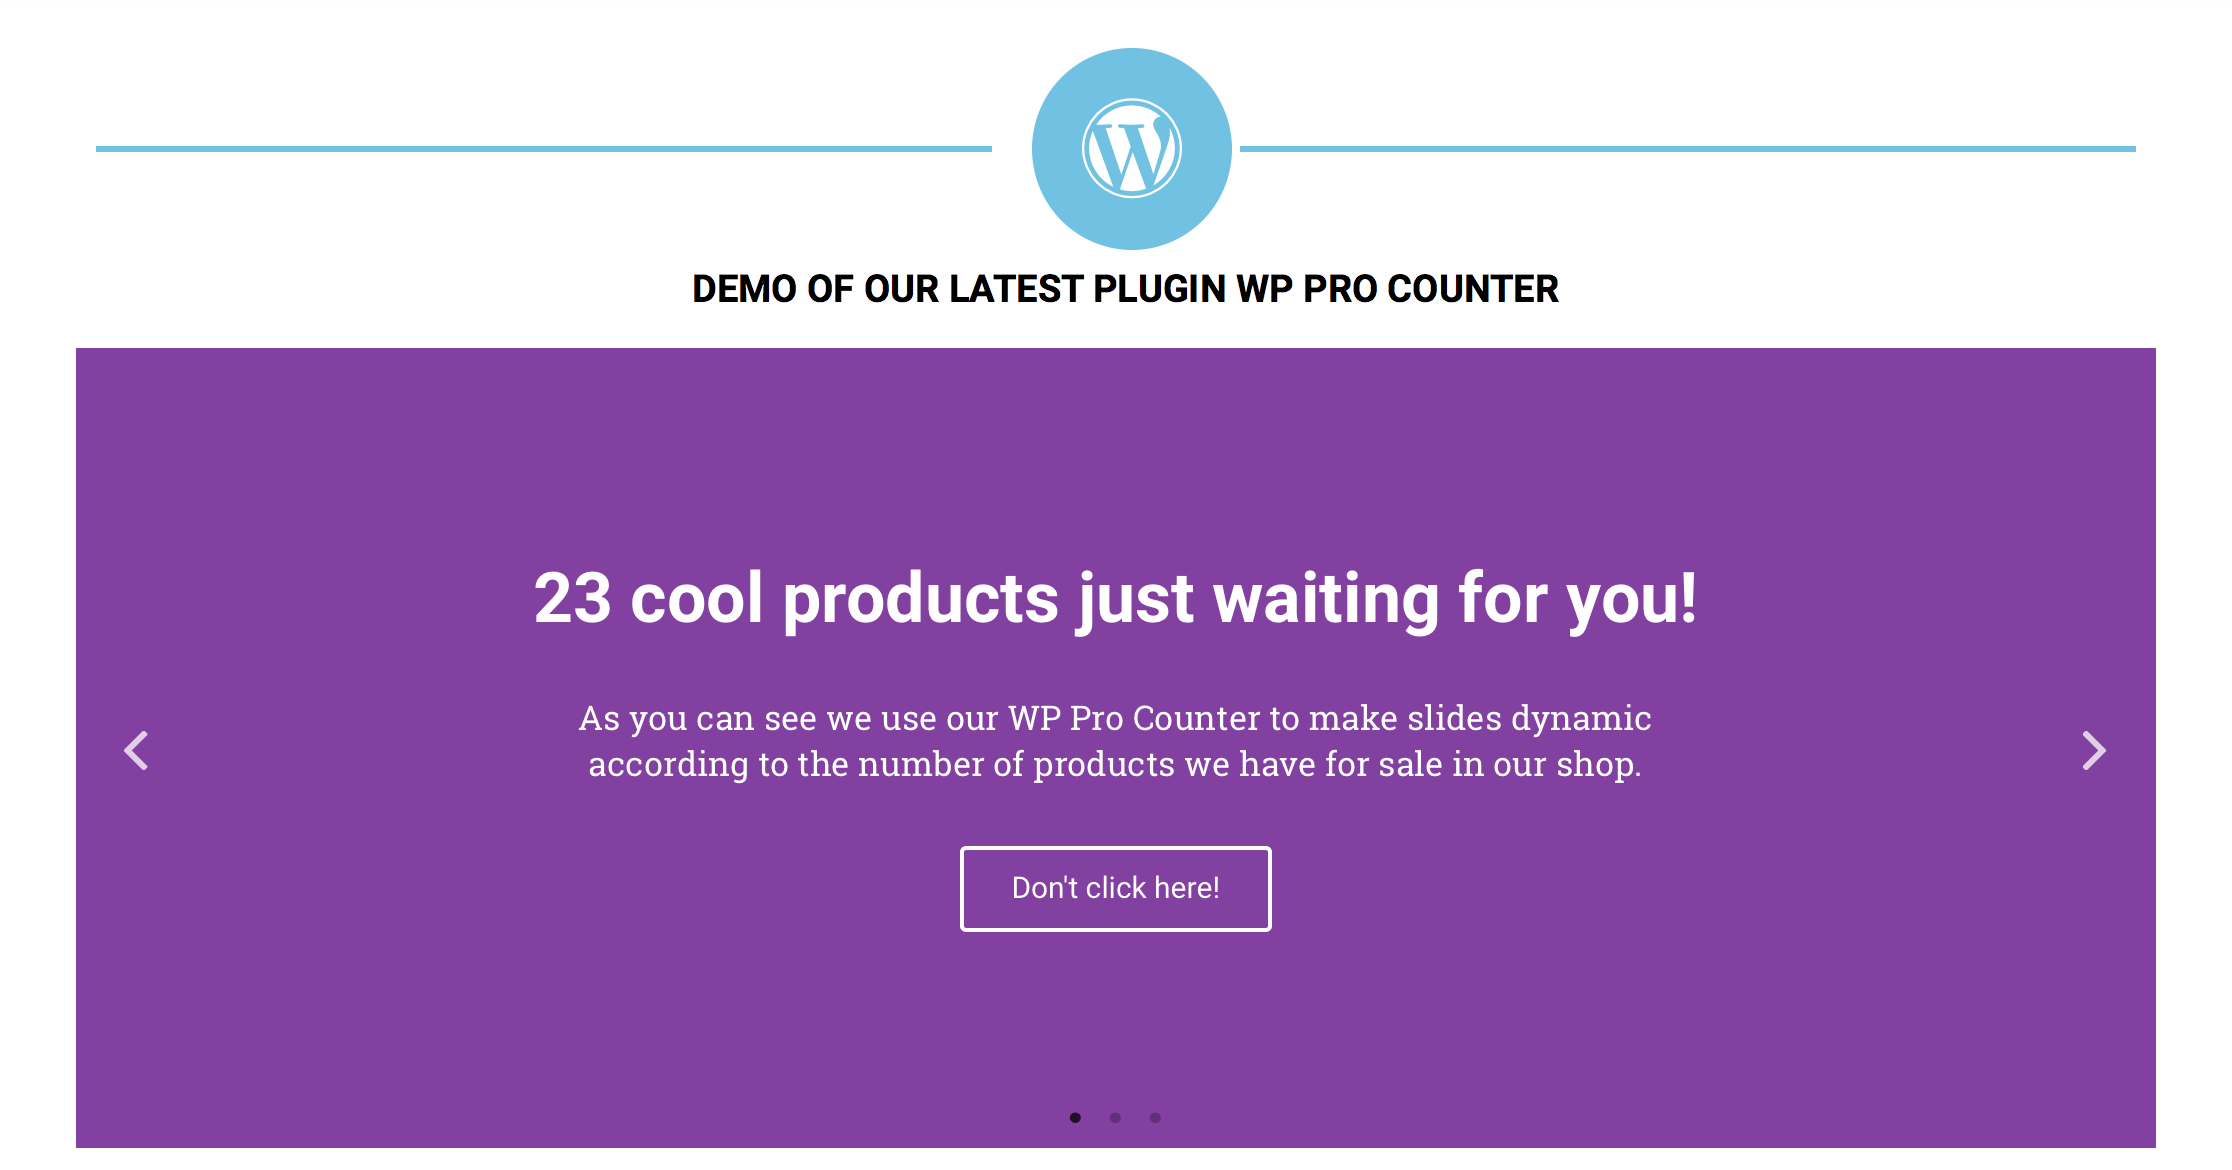 DEMO OF OUR LATEST PLUGIN WP PRO COUNTER
23 cool products just waiting for you!
As you can see we use our WP Pro Counter to make slides dynamic
according to the number of products we have for sale in our shop.
Don't click here!